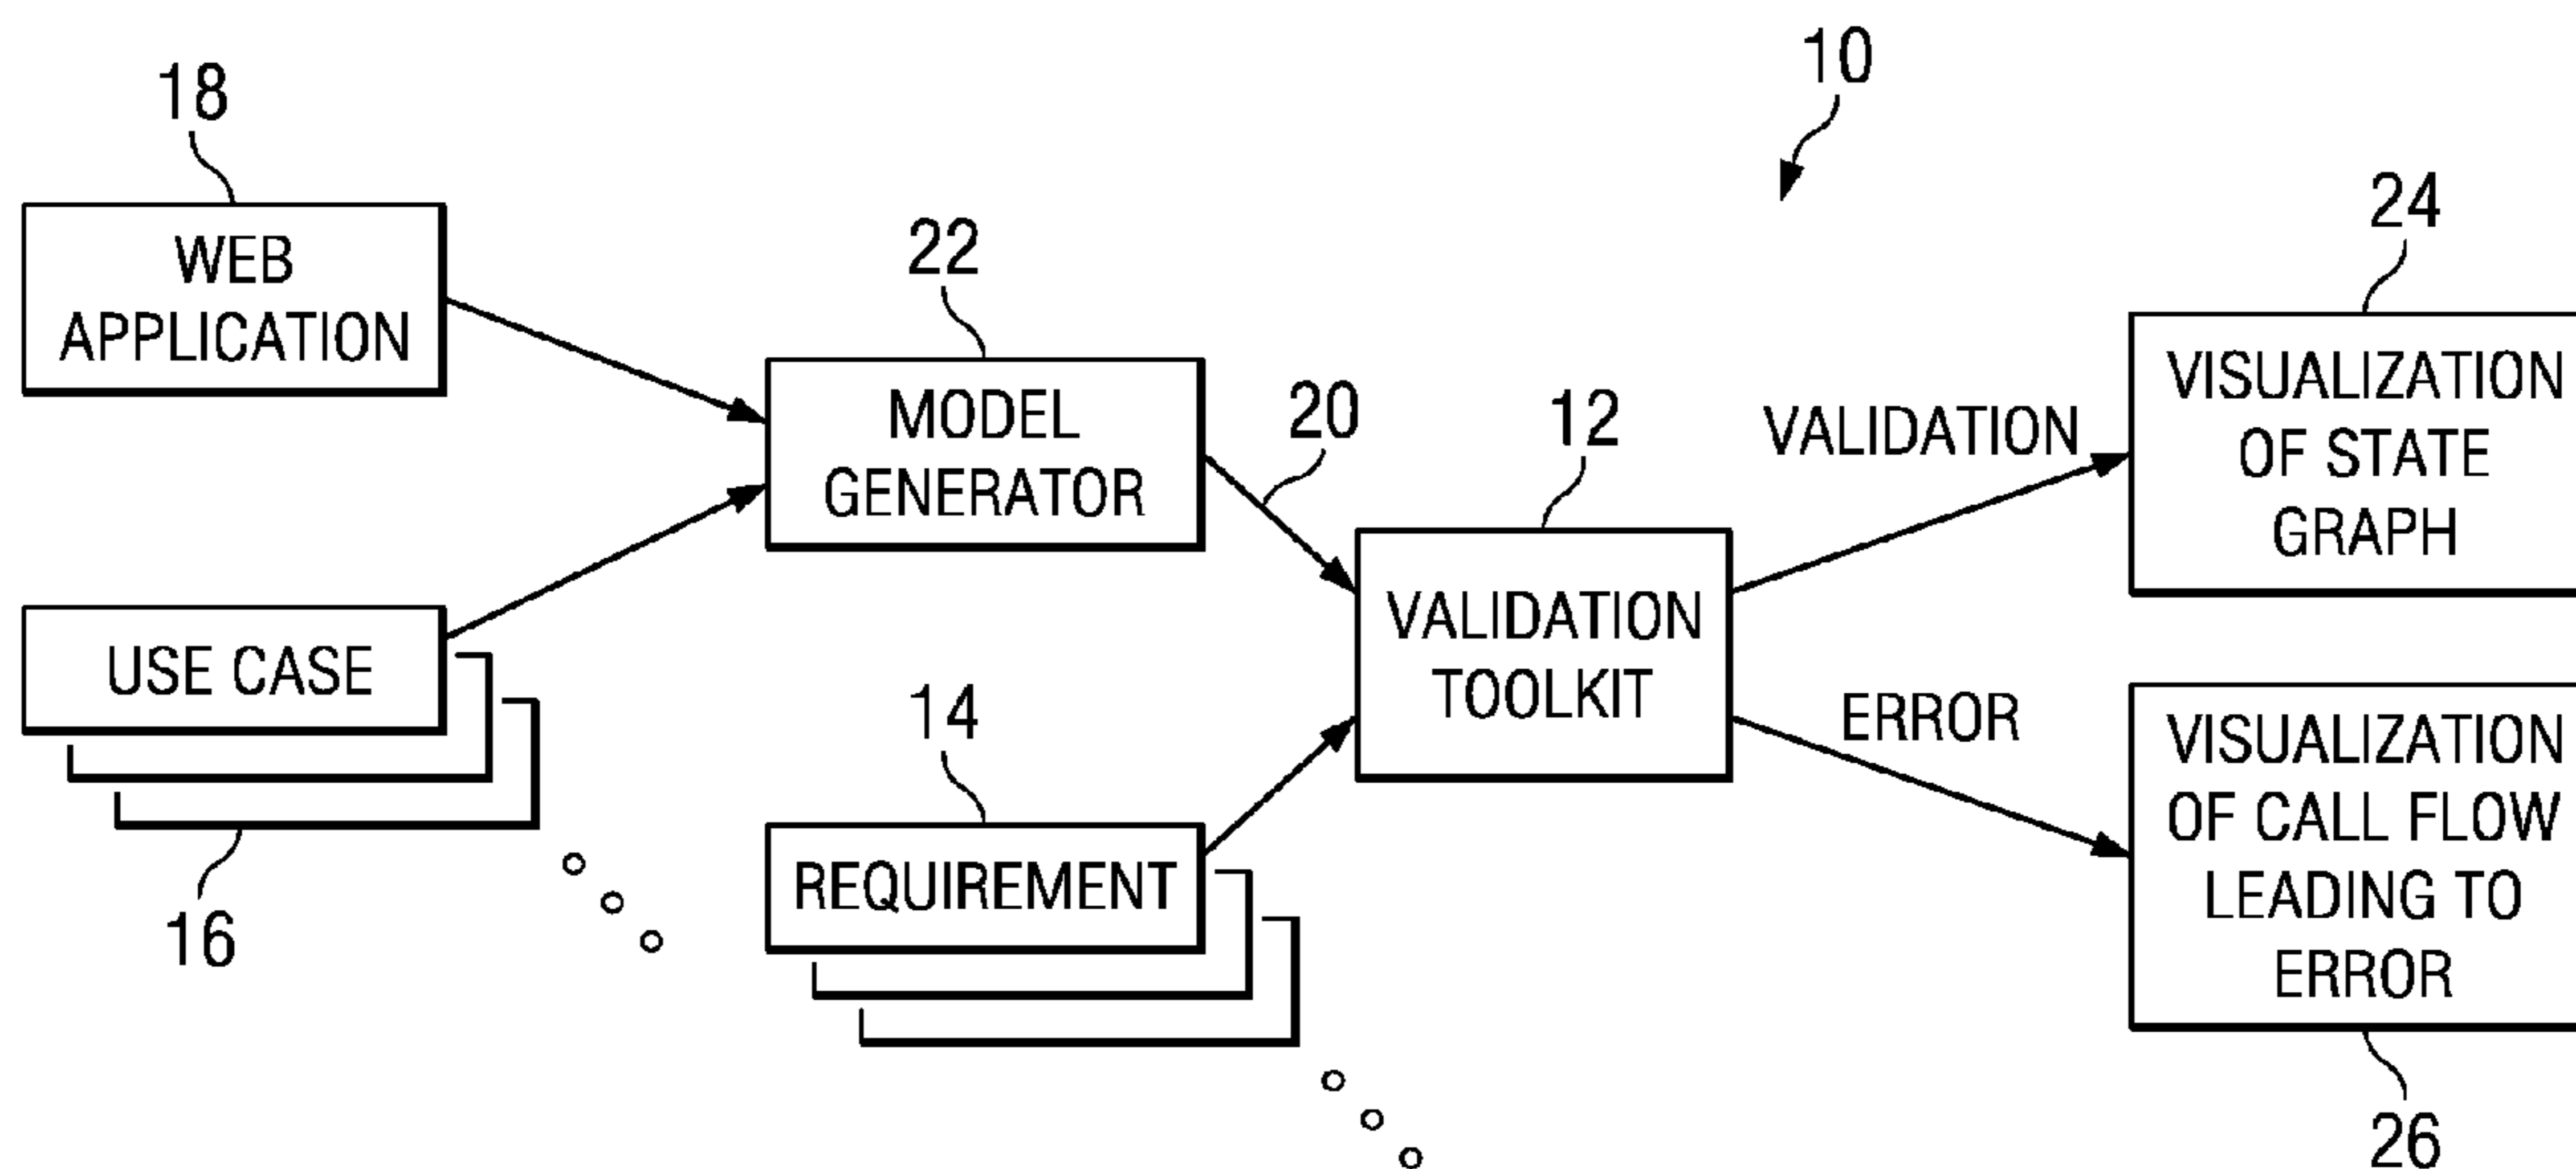 10
18
WEB
APPLICATION
22
MODEL
GENERATOR
20
12
VALIDATION
TOOLKIT
VALIDATION
24
VISUALIZATION
OF STATE
GRAPH
USE CASE
16
14
REQUIREMENT
ERROR
VISUALIZATION
OF CALL FLOW
LEADING TO
ERROR
26